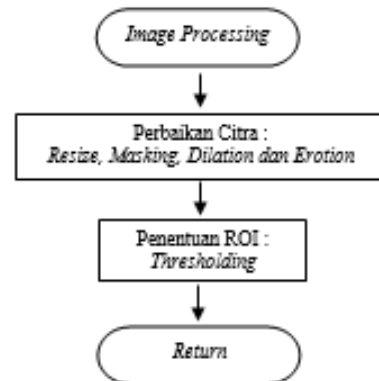 Image Processing
Perbaikan Citra :
Resize, Masking, Dilation dan Erotion
Penentuan ROI :
Thresholding
Return